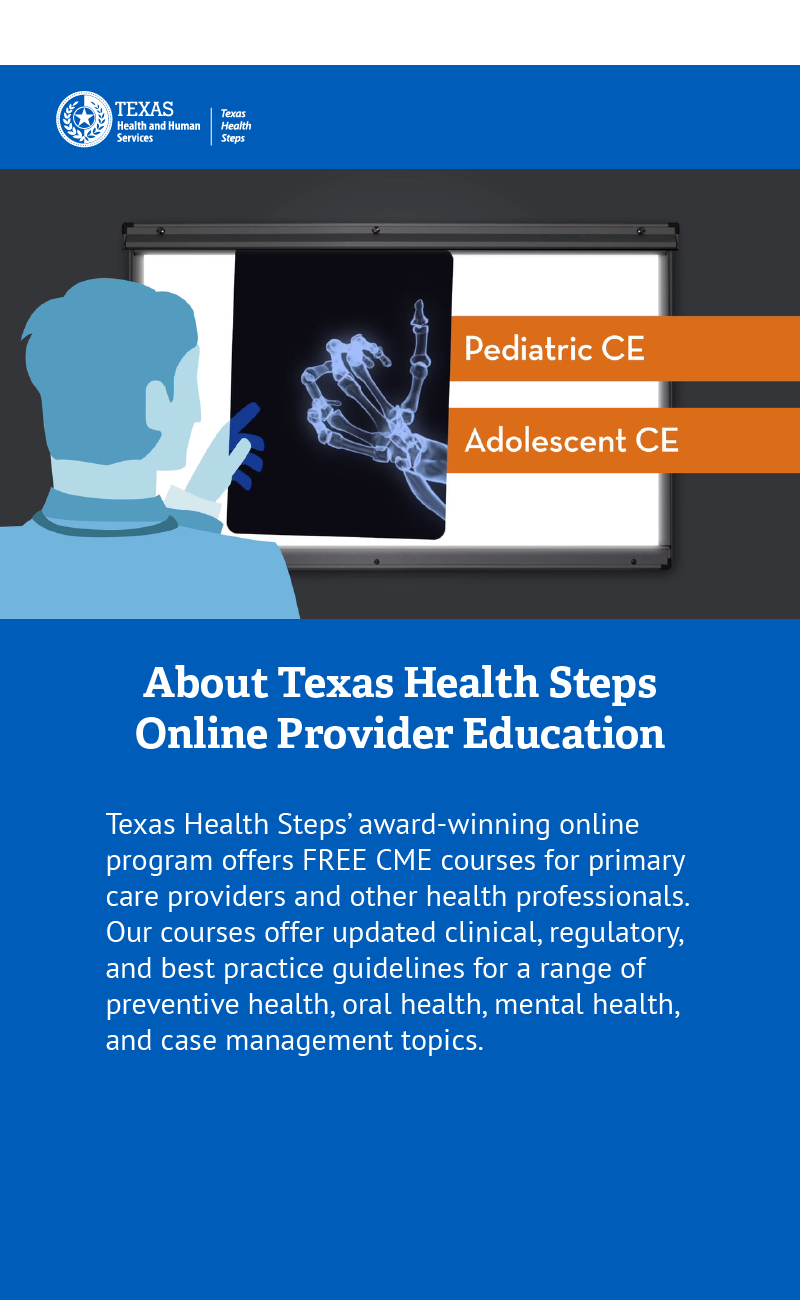 TEXAS
Health and Human
Services
Texas
Health
Steps
Pediatric CE
Adolescent CE
About Texas Health Steps
Online Provider Education
Texas Health Steps’ award-winning online
program offers FREE CME courses for primary
care providers and other health professionals.
Our courses offer updated clinical, regulatory,
and best practice guidelines for a range of
preventive health, oral health, mental health,
and case management topics.